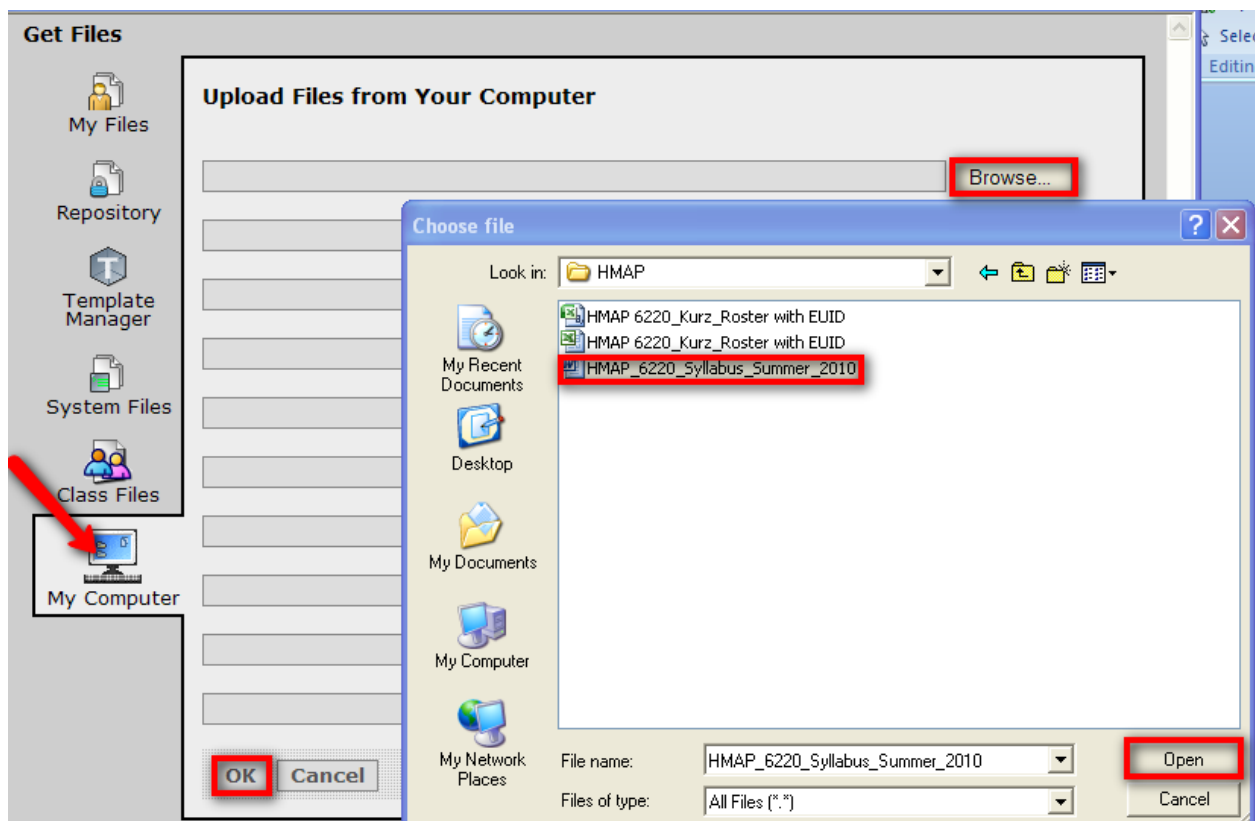 Get Files
My Files
Repository
Template
Manager
System Files
Class Files
My Computer
Upload Files from Your Computer
Browse...
OK
Cancel
Choose file
?
Look in:
HMAP
My Recent
Documents
Desktop
My Documents
My Computer
My Network
Places
HMAP 6220_Kurz_Roster with EUID
HMAP 6220_Kurz_Roster with EUID
HMAP_6220_Syllabus_Summer_2010
File name:
HMAP_6220_Syllabus_Summer_2010
Open
Files of type:
All Files (*.*)
Cancel